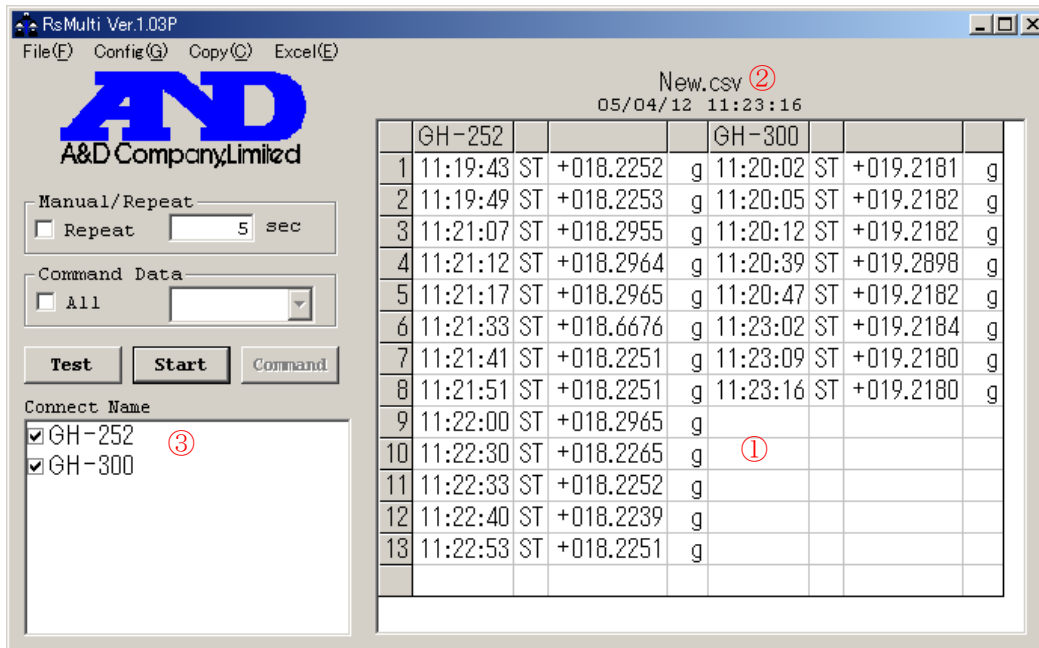 RsMulti Ver.1.03P
File(F) Config(G) Copy(C) Excel(E)
AND
A&D Company,Limited
Manual/Repeat
Repeat 5 sec
Command Data
All
Test Start Command
Connect Name
GH-252
GH-300
③
New.csv ②
05/04/12 11:23:16
GH-252 GH-300
1 11:19:43 ST +018.2252 g 11:20:02 ST +019.2181 g
2 11:19:49 ST +018.2253 g 11:20:05 ST +019.2182 g
3 11:21:07 ST +018.2955 g 11:20:12 ST +019.2182 g
4 11:21:12 ST +018.2964 g 11:20:39 ST +019.2898 g
5 11:21:17 ST +018.2965 g 11:20:47 ST +019.2182 g
6 11:21:33 ST +018.6676 g 11:23:02 ST +019.2184 g
7 11:21:41 ST +018.2251 g 11:23:09 ST +019.2180 g
8 11:21:51 ST +018.2251 g 11:23:16 ST +019.2180 g
9 11:22:00 ST +018.2965 g
10 11:22:30 ST +018.2265 g ①
11 11:22:33 ST +018.2252 g
12 11:22:40 ST +018.2239 g
13 11:22:53 ST +018.2251 g